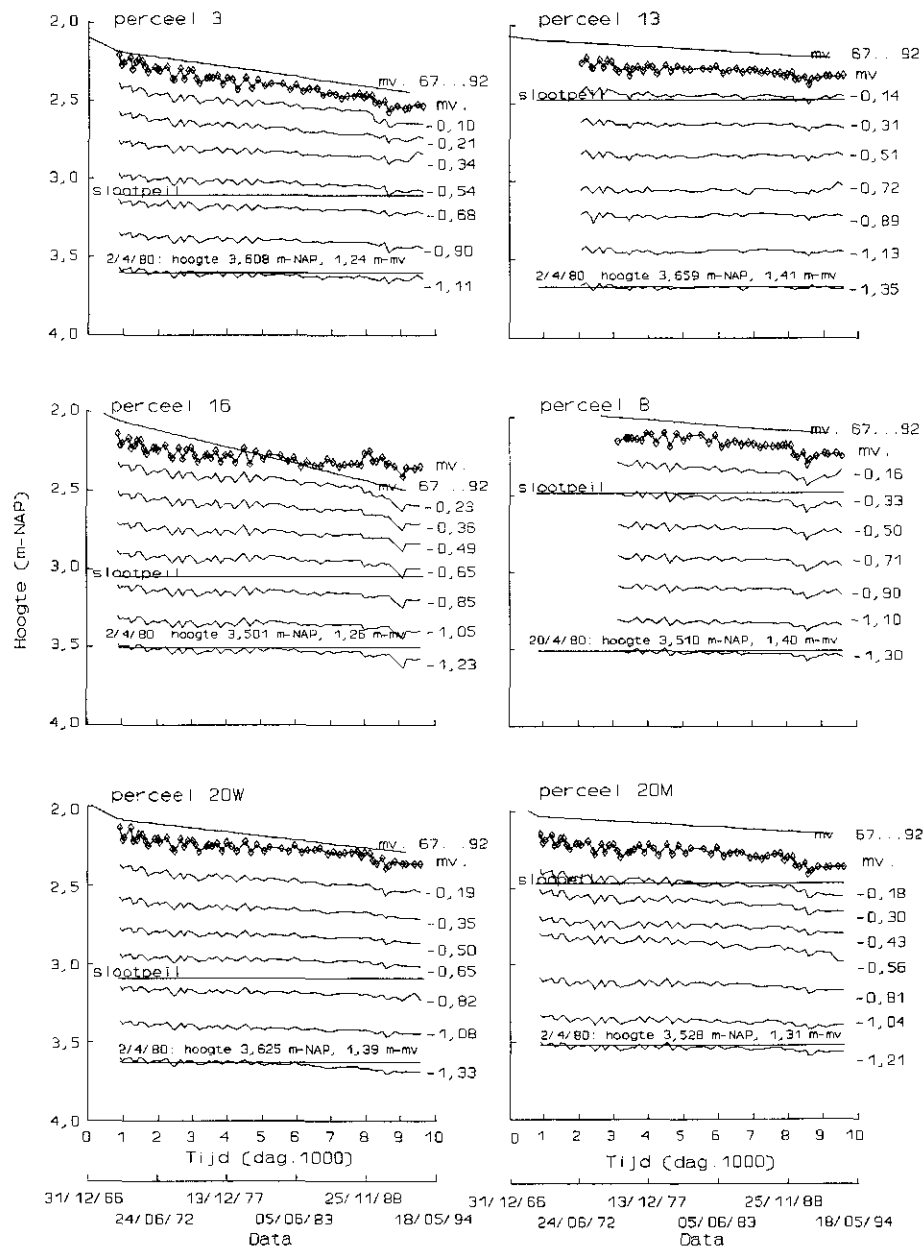 perceel 3
2,0
2,5
3,0
3,5
4,0
mv. 67...92
mv.
-0,10
-0,21
-0,34
-0,54
slootpeil
-0,68
-0,90
2/4/80: hoogte 3,608 m-NAP, 1,24 m-mv
-1,11
perceel 13
mv. 67...92
mv.
slootpeil
-0,14
-0,31
-0,51
-0,72
-0,89
-1,13
2/4/80 hoogte 3,659 m-NAP, 1,41 m-mv
-1,35
Hoogte (m-NAP)
perceel 16
2,0
2,5
3,0
3,5
4,0
mv.
mv. 67...92
-0,23
-0,36
-0,49
-0,65
slootpeil
-0,85
-1,05
2/4/80 hoogte 3,501 m-NAP, 1,26 m-mv
-1,23
perceel 8
mv. 67...92
mv.
-0,16
slootpeil
-0,33
-0,50
-0,71
-0,90
-1,10
20/4/80: hoogte 3,510 m-NAP, 1,40 m-mv
-1,30
perceel 20W
2,0
2,5
3,0
3,5
4,0
mv. 67...92
mv.
-0,19
-0,35
-0,50
-0,65
slootpeil
-0,82
-1,08
2/4/80: hoogte 3,625 m-NAP, 1,39 m-mv
-1,33
0 1 2 3 4 5 6 7 8 9 10
Tijd (dag.1000)
31/12/66 13/12/77 25/11/88
24/06/72 05/06/83 18/05/94
Data
perceel 20M
mv. 67...92
mv.
slootpeil
-0,18
-0,30
-0,43
-0,56
-0,81
-1,04
2/4/80: hoogte 3,528 m-NAP, 1,31 m-mv
-1,21
0 1 2 3 4 5 6 7 8 9 10
Tijd (dag.1000)
31/12/66 13/12/77 25/11/88
24/06/72 05/06/83 18/05/94
Data